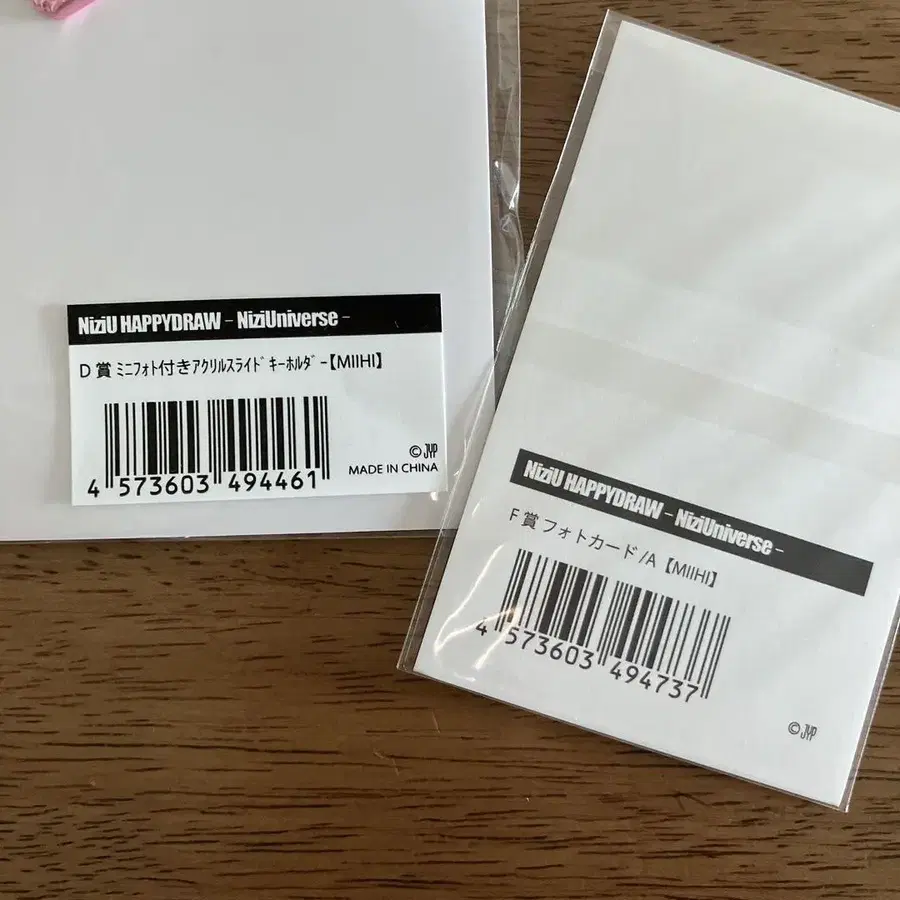 NiziU HAPPYDRAW - NiziUniverse -
D 賞 ﾐﾆﾌｫﾄ付きｱｸﾘﾙｽﾗｲﾄﾞｷｰﾎﾙﾀﾞｰ【MIIHI】
4 573603 494461
© JYP
MADE IN CHINA
NiziU HAPPYDRAW - NiziUniverse -
F 賞 フォトカード/A【MIIHI】
4 573603 494737
© JYP